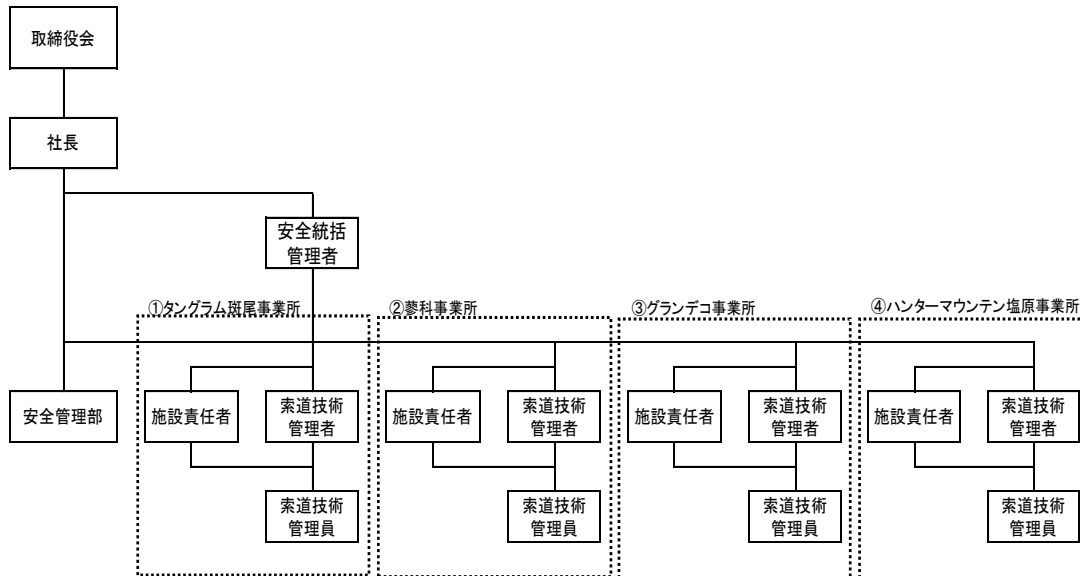 取締役会
社長
安全統括
管理者
①タングラム斑尾事業所
②蓼科事業所
③グランデコ事業所
④ハンターマウンテン塩原事業所
安全管理部
施設責任者
索道技術
管理者
施設責任者
索道技術
管理者
施設責任者
索道技術
管理者
施設責任者
索道技術
管理者
索道技術
管理員
索道技術
管理員
索道技術
管理員
索道技術
管理員